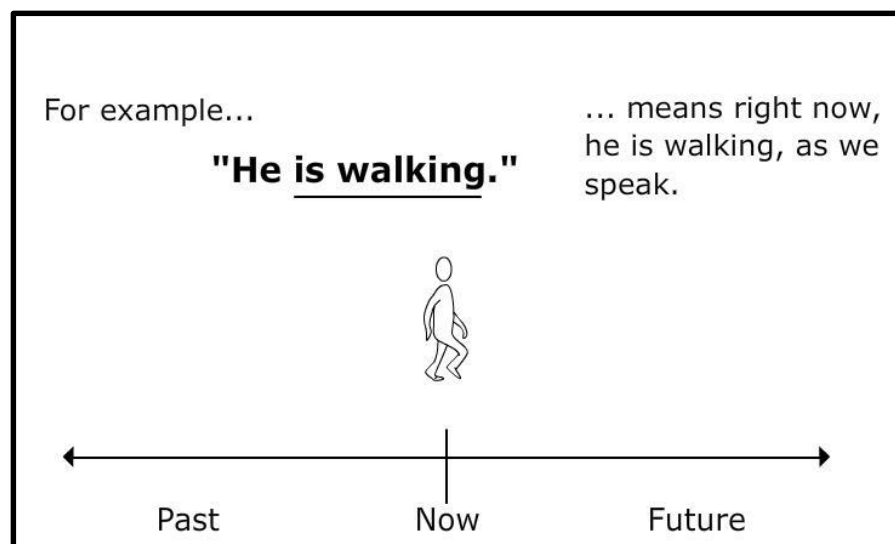 For example...
... means right now,
he is walking, as we
speak.
"He is walking."
Past Now Future